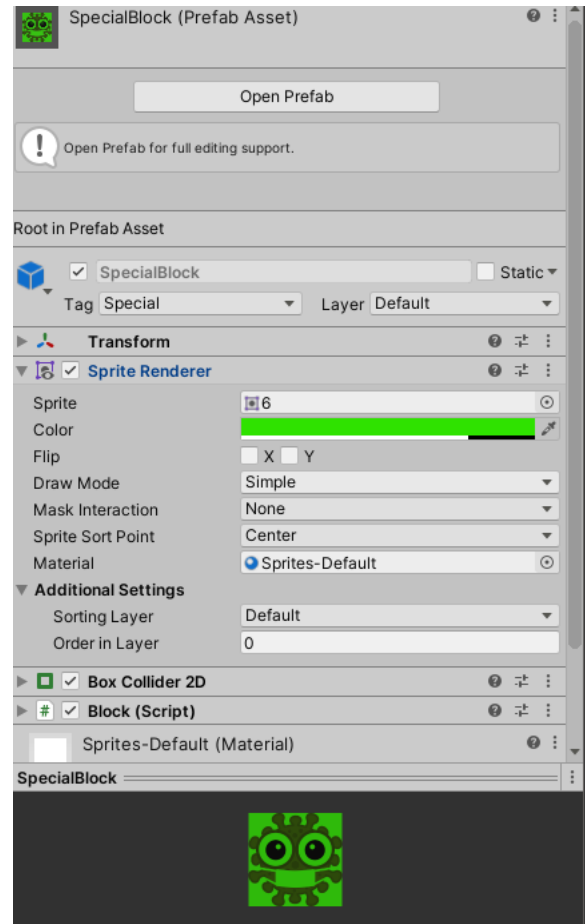 SpecialBlock (Prefab Asset)
Open Prefab
! Open Prefab for full editing support.
Root in Prefab Asset
SpecialBlock Static
Tag Special Layer Default
Transform
Sprite Renderer
Sprite 6
Color
Flip X Y
Draw Mode Simple
Mask Interaction None
Sprite Sort Point Center
Material Sprites-Default
Additional Settings
Sorting Layer Default
Order in Layer 0
Box Collider 2D
# Block (Script)
Sprites-Default (Material)
SpecialBlock